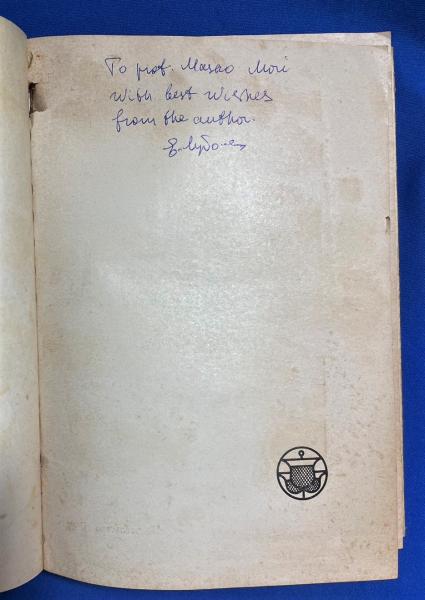 To prof. Masao Mori
with best wishes
from the author.